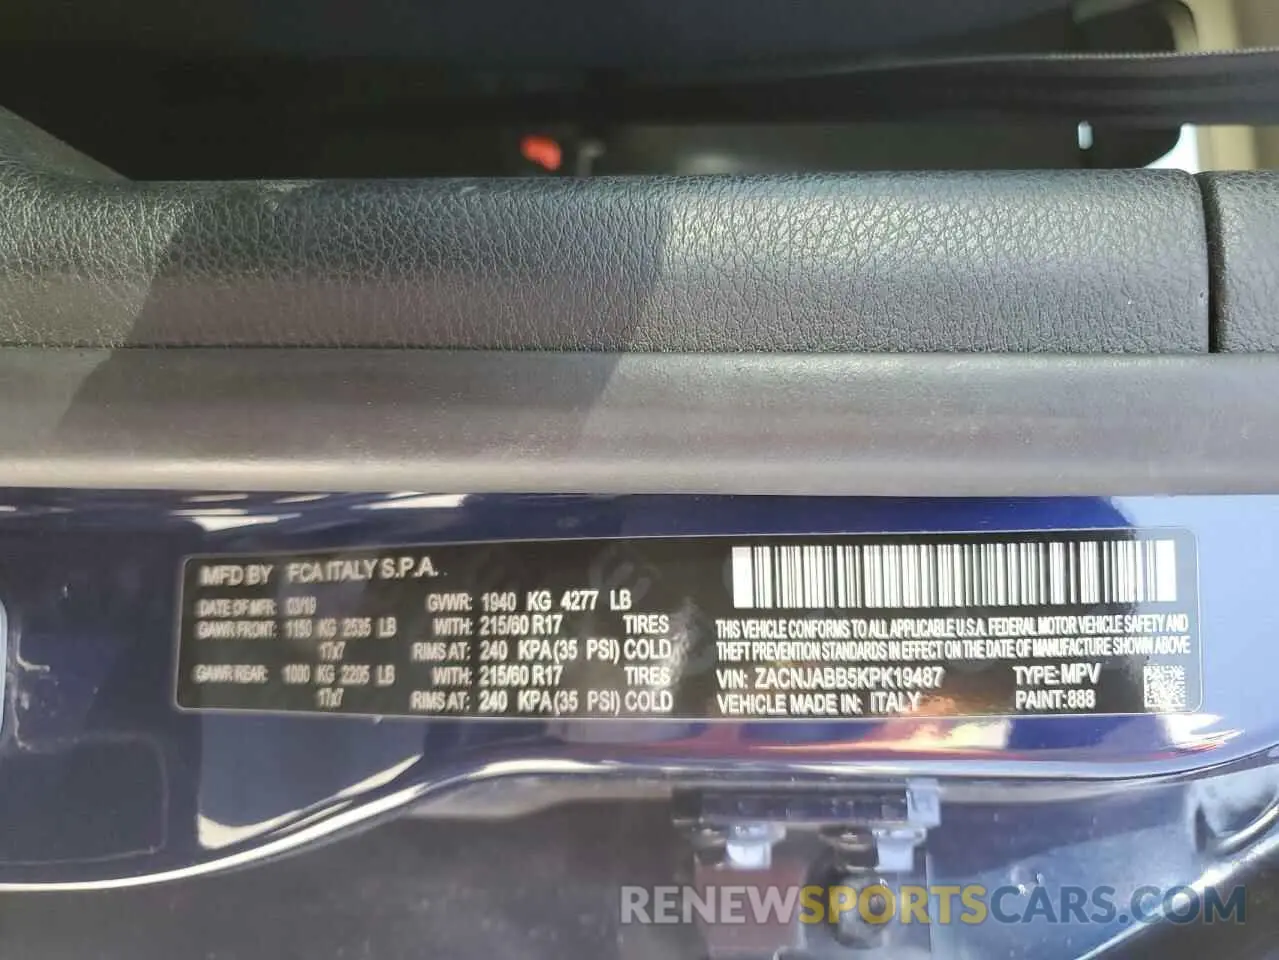 MFD BY FCA ITALY S.P.A.
DATE OF MFR: 03/19 GVWR: 1940 KG 4277 LB
GAWR FRONT: 1150 KG 2535 LB WITH: 215/60 R17 TIRES
17x7 RIMS AT: 240 KPA (35 PSI) COLD
GAWR REAR: 1000 KG 2205 LB WITH: 215/60 R17 TIRES
17x7 RIMS AT: 240 KPA (35 PSI) COLD
THIS VEHICLE CONFORMS TO ALL APPLICABLE U.S.A. FEDERAL MOTOR VEHICLE SAFETY AND
THEFT PREVENTION STANDARDS IN EFFECT ON THE DATE OF MANUFACTURE SHOWN ABOVE
VIN: ZACNJABB5KPK19487 TYPE: MPV
VEHICLE MADE IN: ITALY PAINT: 888
RENEWSPORTSCARS.COM